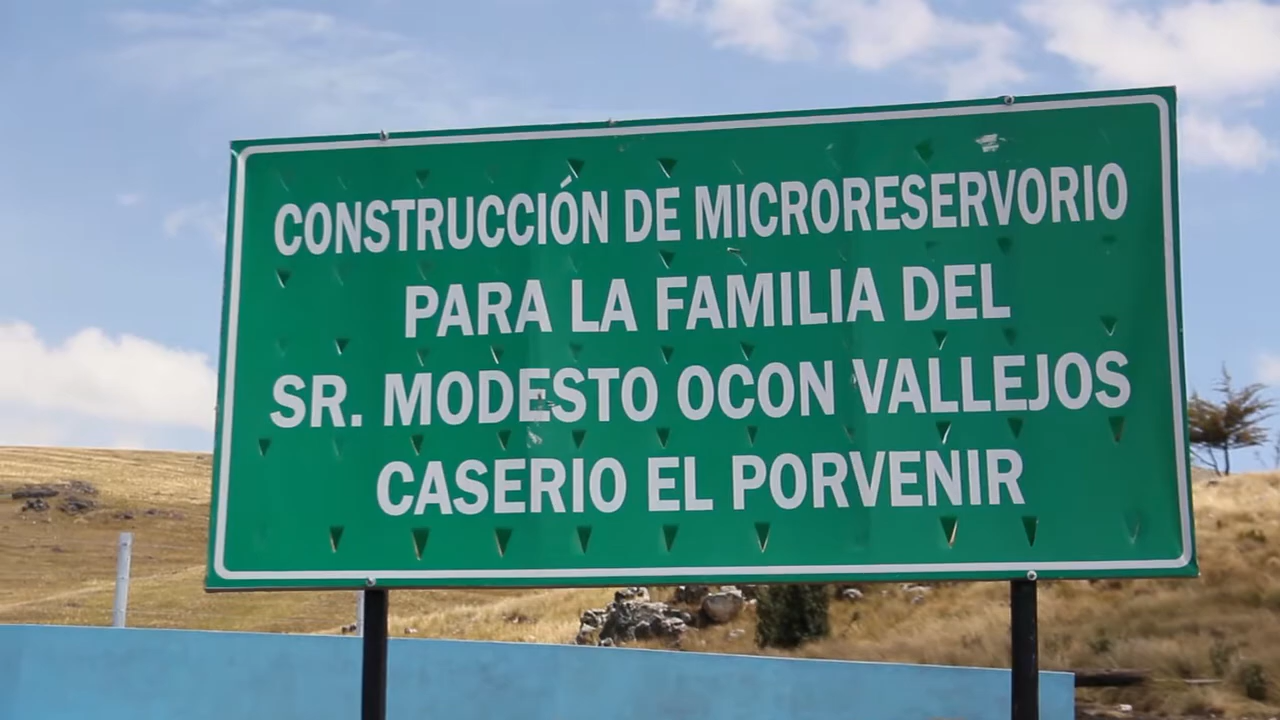 CONSTRUCCIÓN DE MICRORESERVORIO
PARA LA FAMILIA DEL
SR. MODESTO OCON VALLEJOS
CASERIO EL PORVENIR